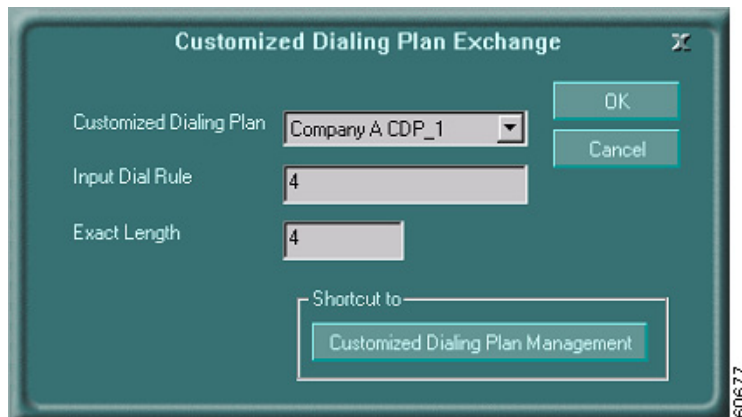 Customized Dialing Plan Exchange
Customized Dialing Plan
Company A CDP_1
OK
Cancel
Input Dial Rule
4
Exact Length
4
Shortcut to
Customized Dialing Plan Management
60677